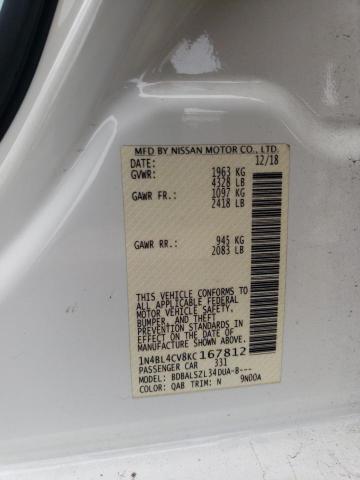 MFD BY NISSAN MOTOR CO., LTD.
DATE: 12/18
GVWR: 1963 KG
4328 LB
GAWR FR.: 1097 KG
2418 LB
GAWR RR.: 945 KG
2083 LB
THIS VEHICLE CONFORMS TO
ALL APPLICABLE FEDERAL
MOTOR VEHICLE SAFETY,
BUMPER, AND THEFT
PREVENTION STANDARDS IN
EFFECT ON THE DATE OF
MANUFACTURE SHOWN ABOVE.
1N4BL4CV8KC167812
PASSENGER CAR 331
MODEL: BDBALSZL34DUA-B---
COLOR: QAB TRIM: N 9N00A